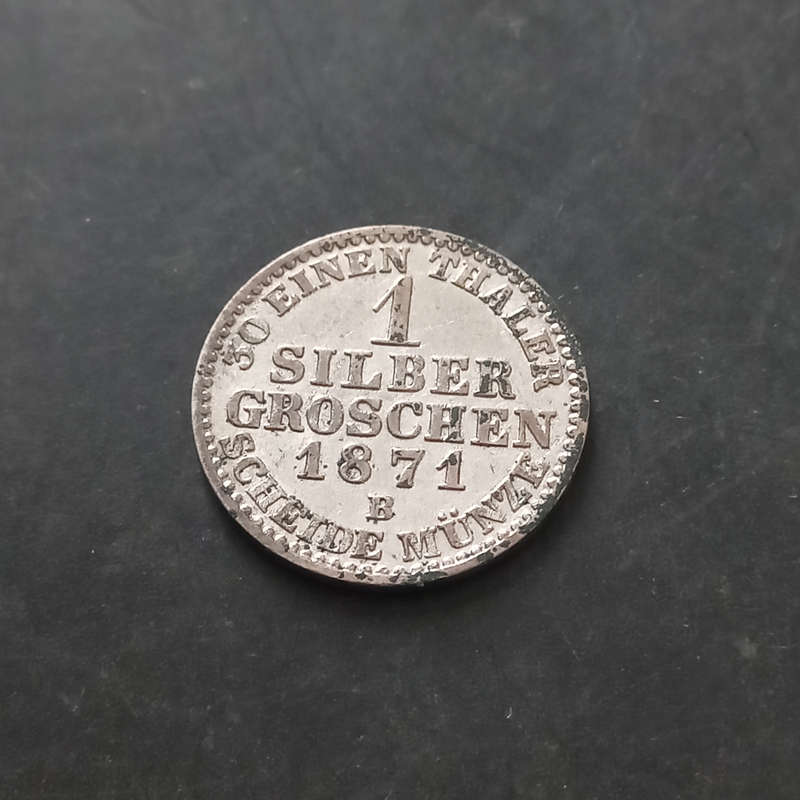 30 EINEN THALER
1
SILBER
GROSCHEN
1871
B
SCHEIDE MÜNZE